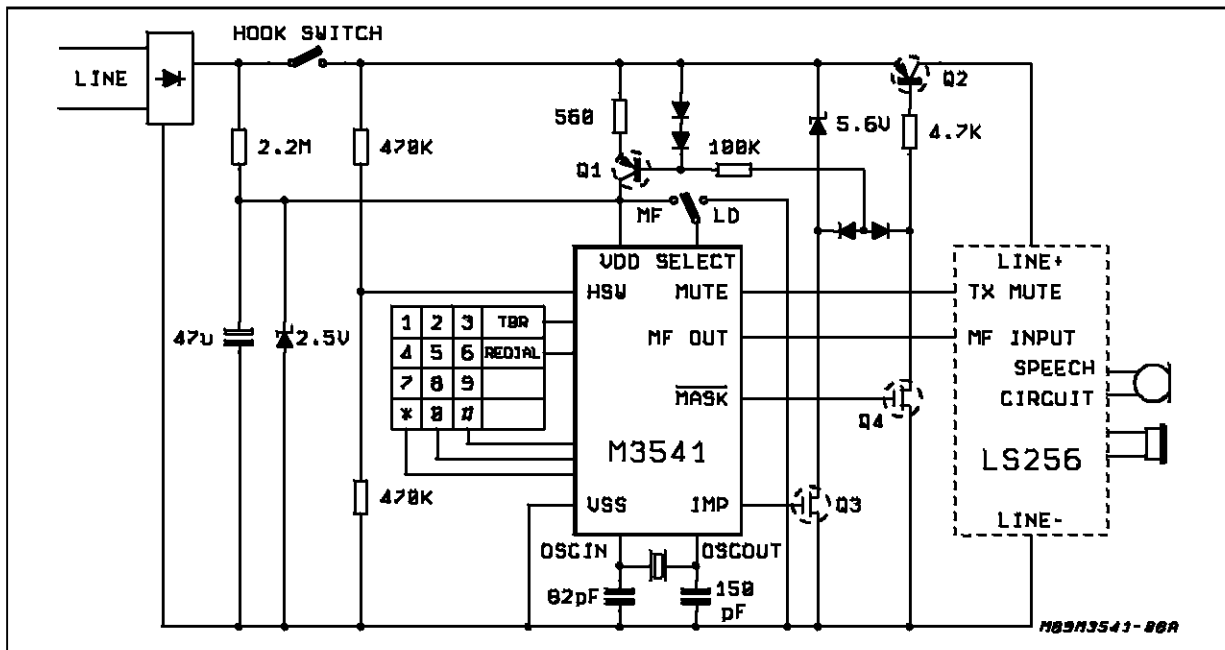 HOOK SWITCH
LINE
Q2
560
5.6V
4.7K
2.2M
470K
100K
Q1
MF
LD
VDD SELECT
LINE+
HSW
MUTE
TX MUTE
1 2 3 TBR
47u
2.5V
MF OUT
MF INPUT
4 5 6 REDIAL
SPEECH
7 8 9
MASK
CIRCUIT
* 0 #
Q4
M3541
LS256
470K
VSS
IMP
Q3
LINE-
OSCIN
OSCOUT
82pF
150
pF
M89M3541-06A